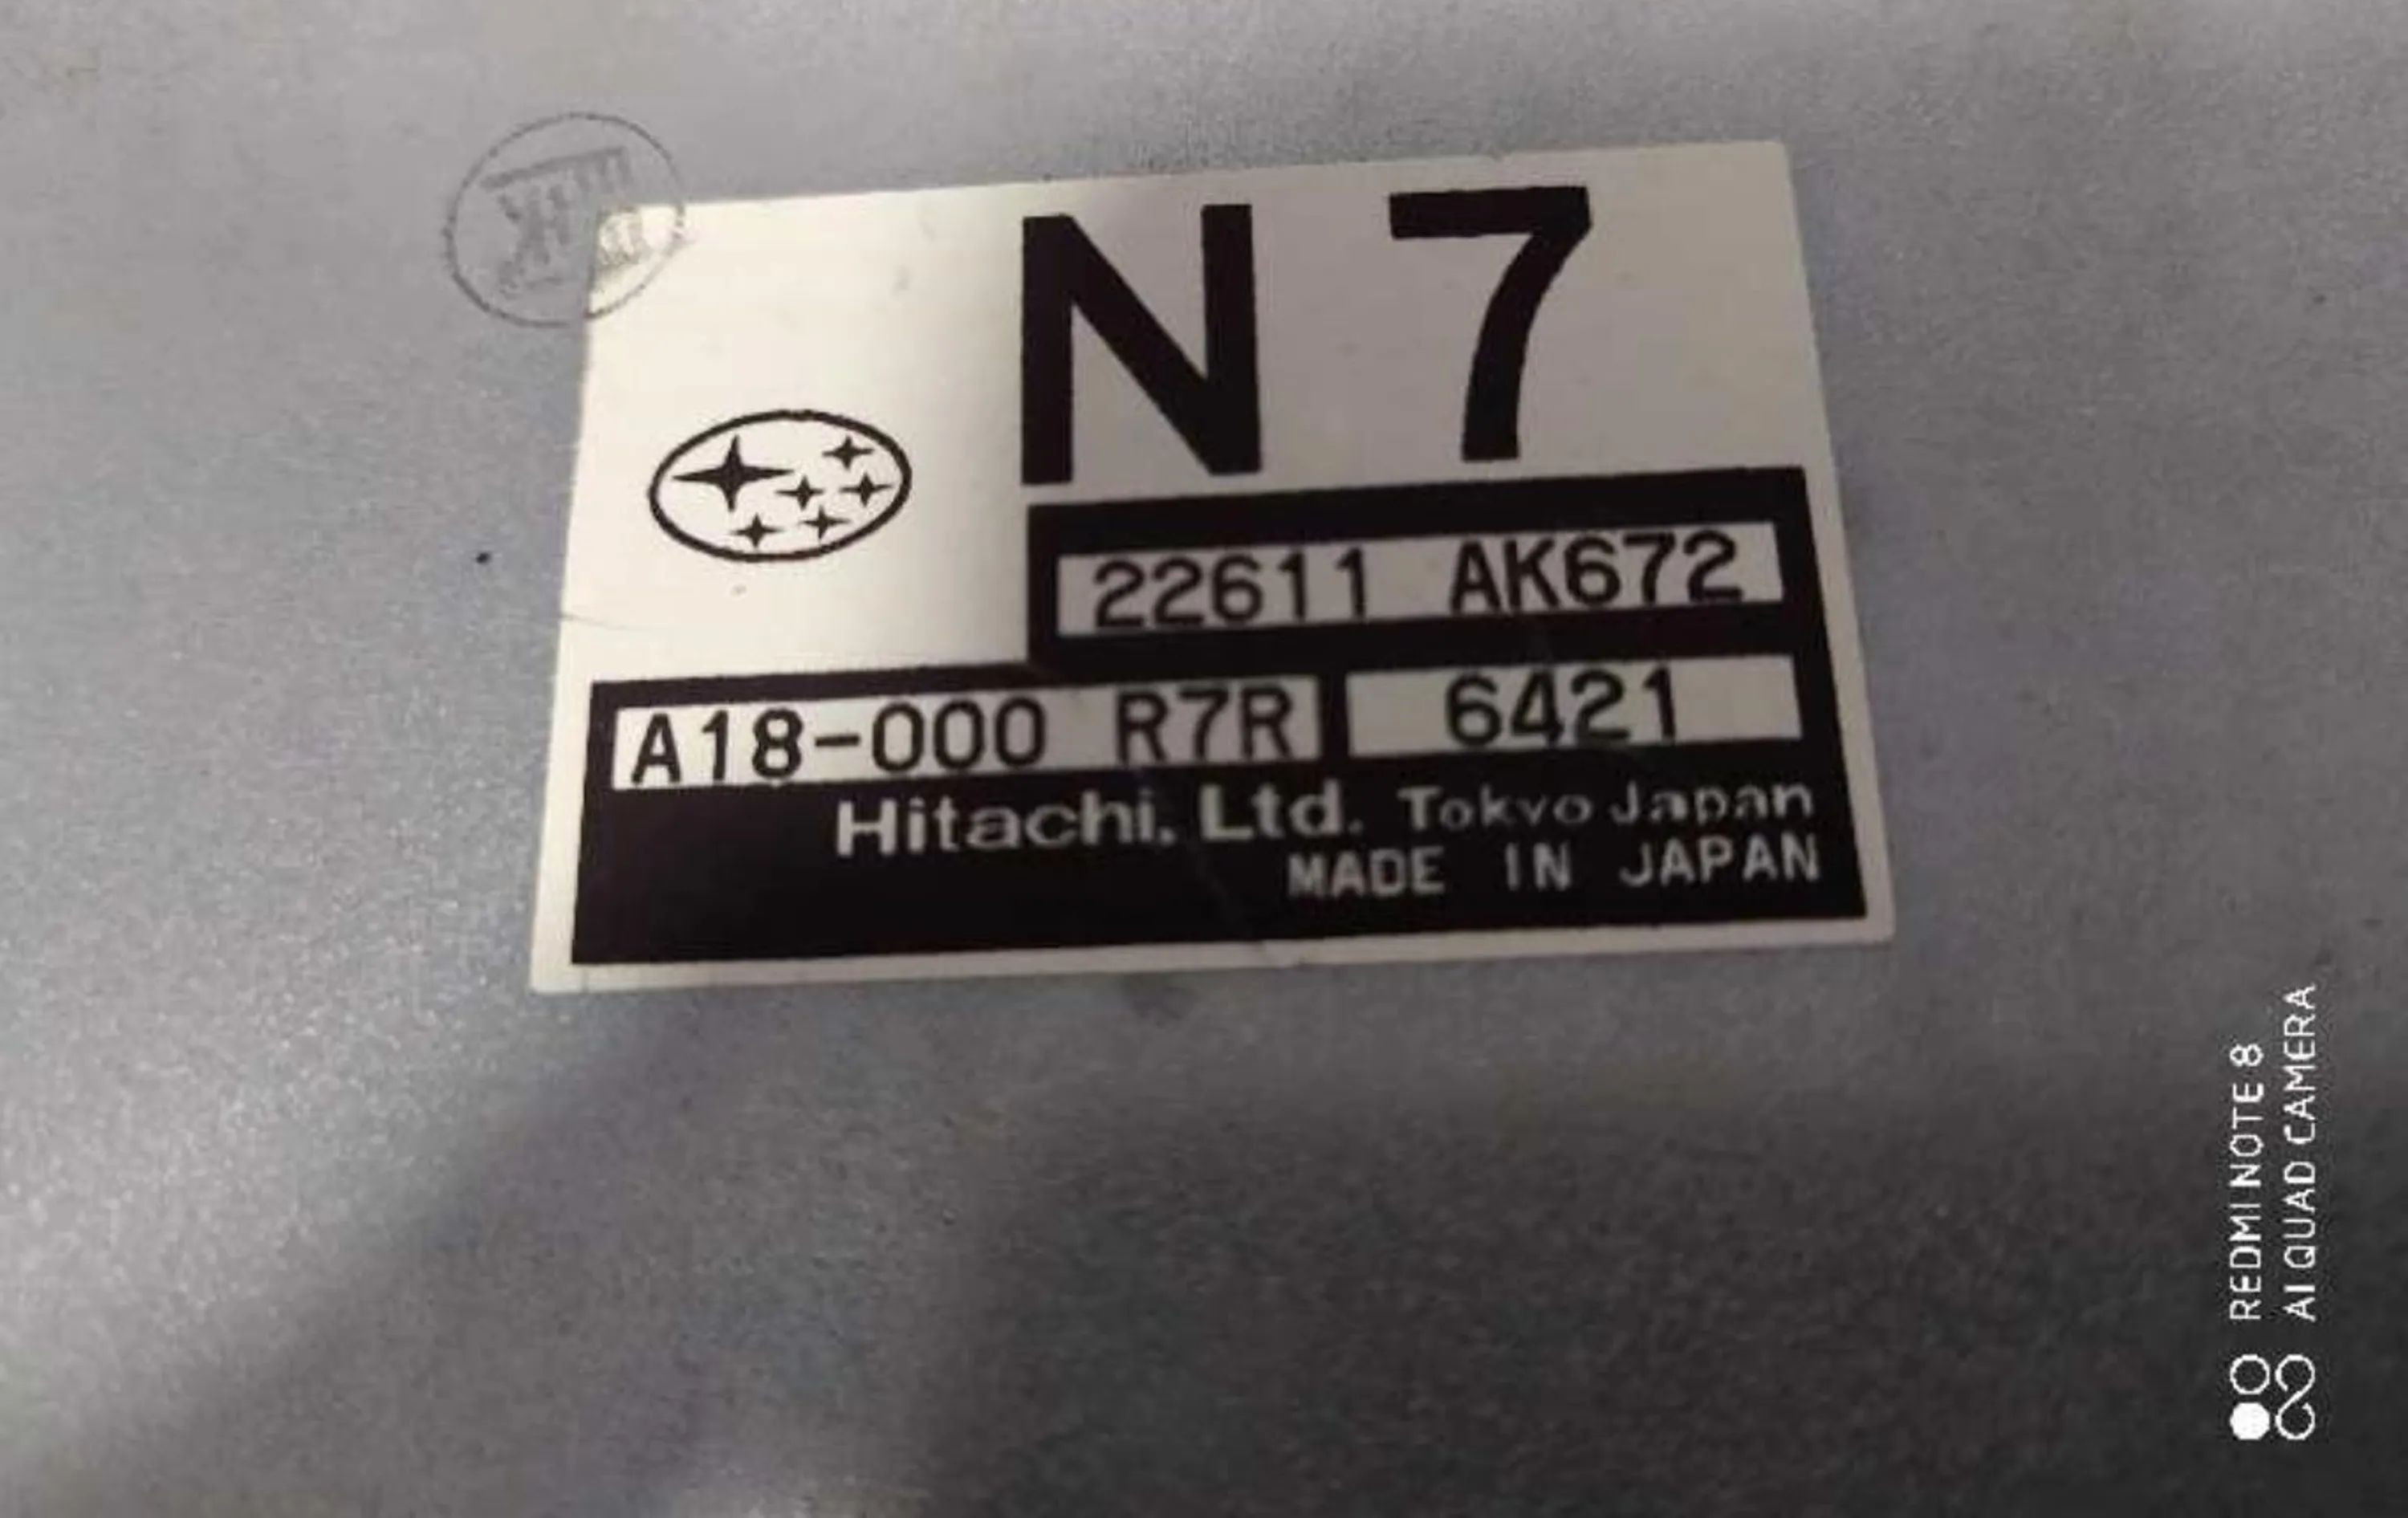 N7
22611 AK672
A18-000 R7R 6421
Hitachi, Ltd. Tokyo Japan
MADE IN JAPAN
REDMI NOTE 8
AI QUAD CAMERA